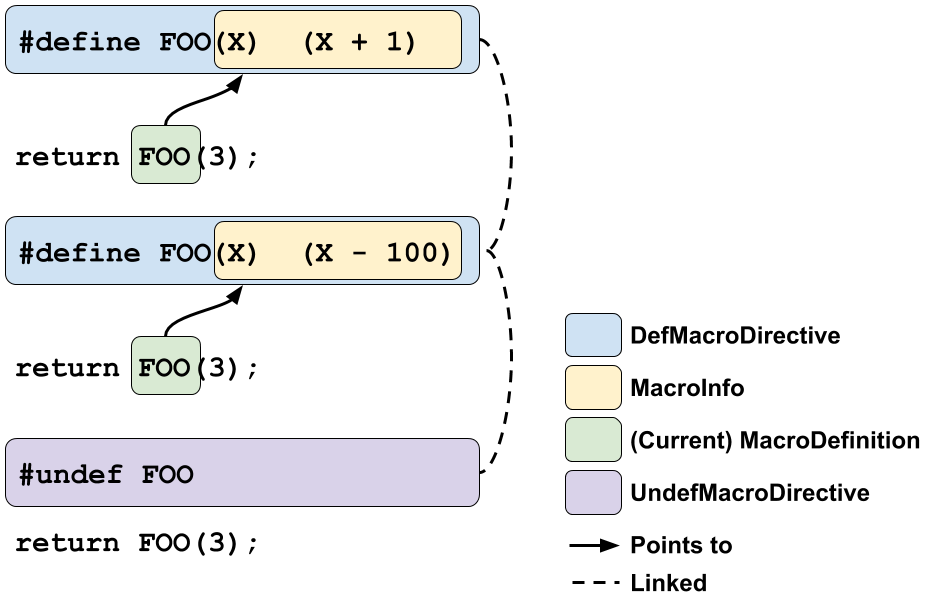 #define FOO(X)  (X + 1)
return FOO(3);
#define FOO(X)  (X - 100)
return FOO(3);
#undef FOO
return FOO(3);
DefMacroDirective
MacroInfo
(Current) MacroDefinition
UndefMacroDirective
Points to
Linked